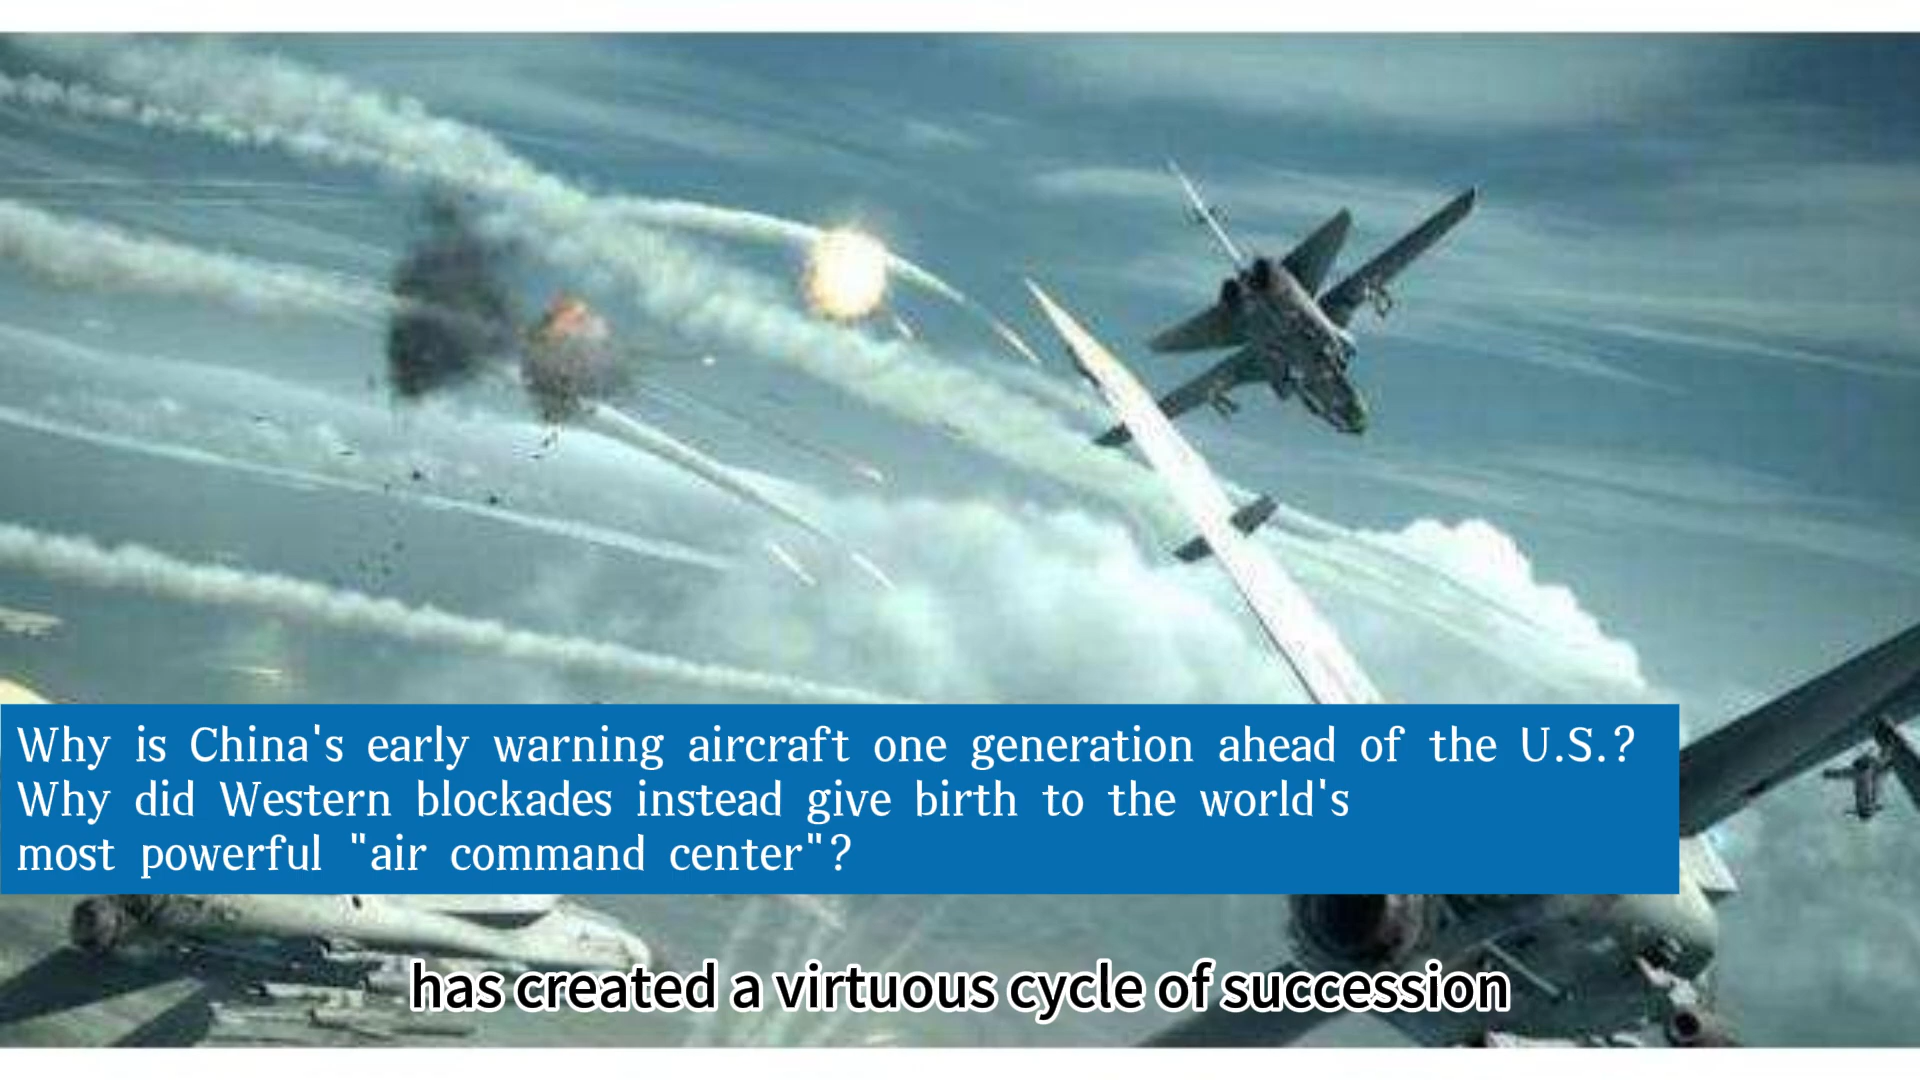 Why is China's early warning aircraft one generation ahead of the U.S.?
Why did Western blockades instead give birth to the world's
most powerful "air command center"?
has created a virtuous cycle of succession